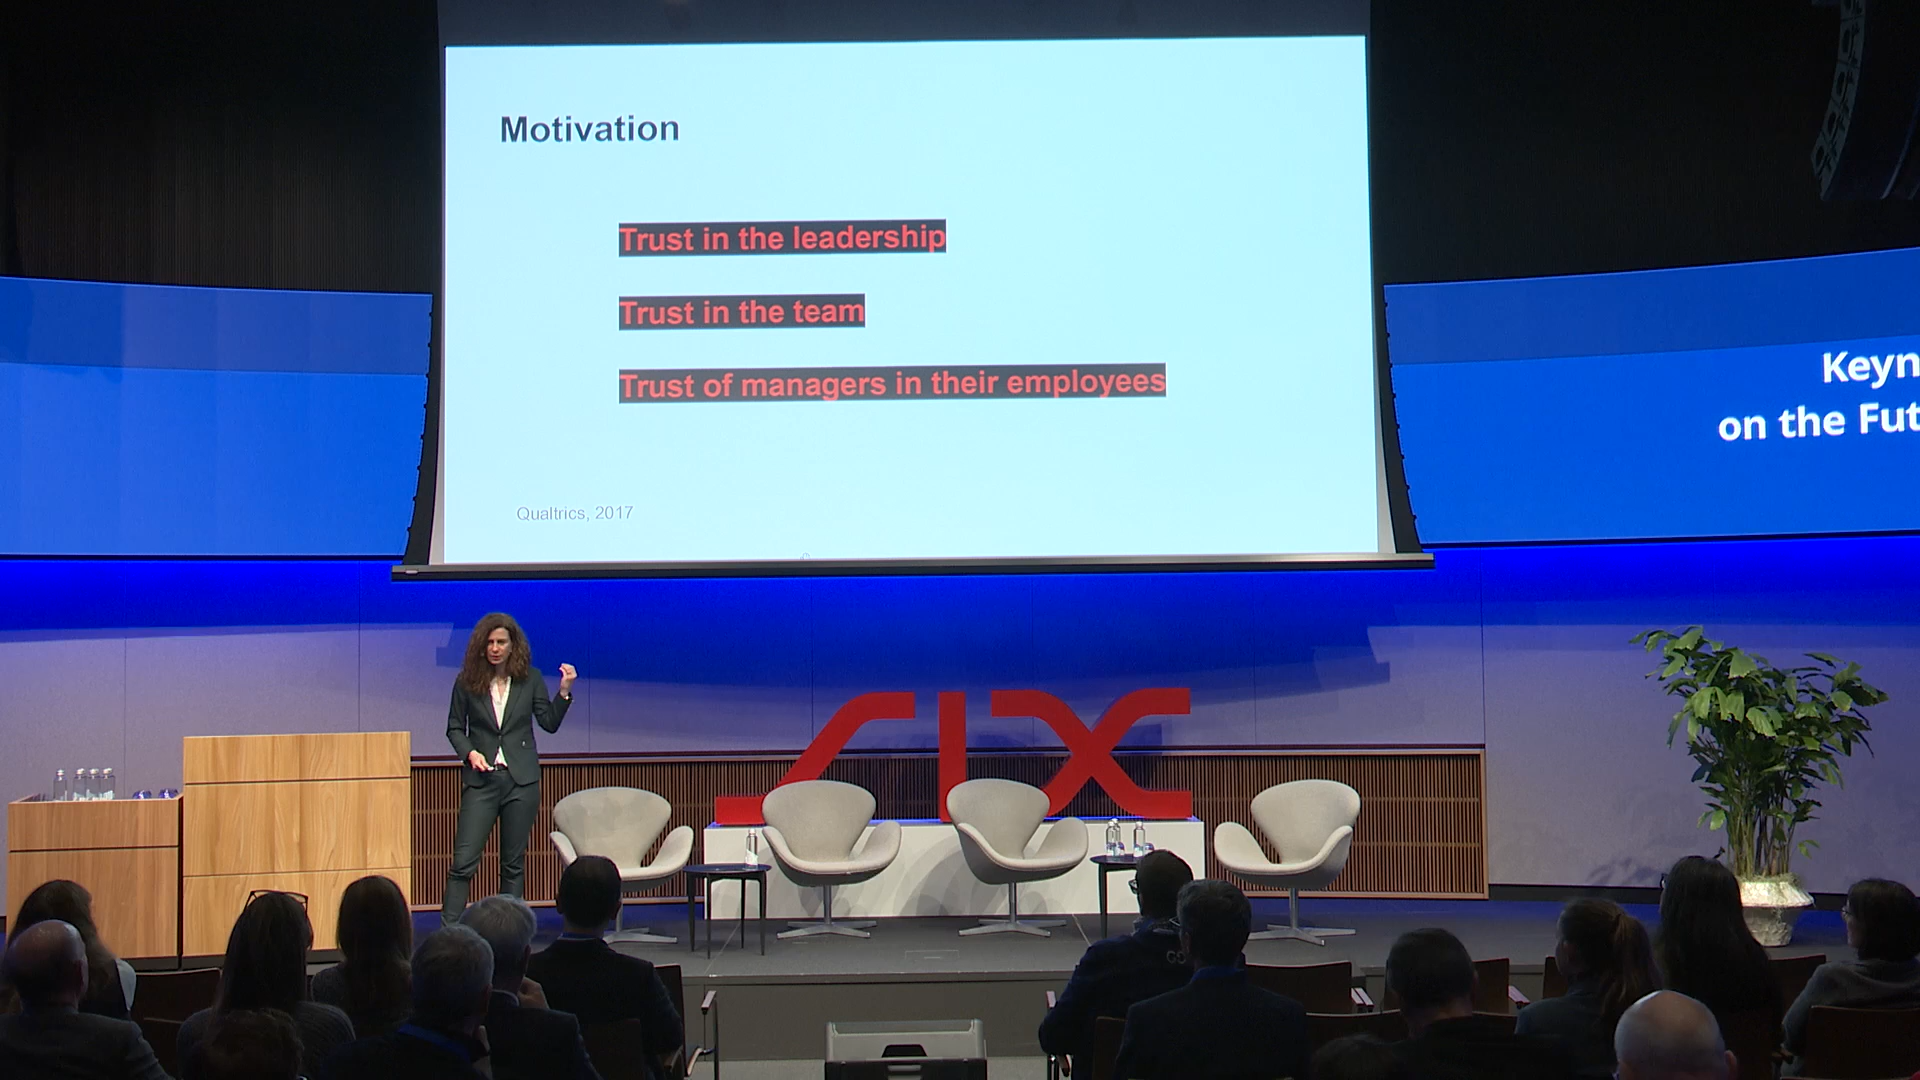 Motivation
Trust in the leadership
Trust in the team
Trust of managers in their employees
Qualtrics, 2017
Keyn
on the Fut
SIX